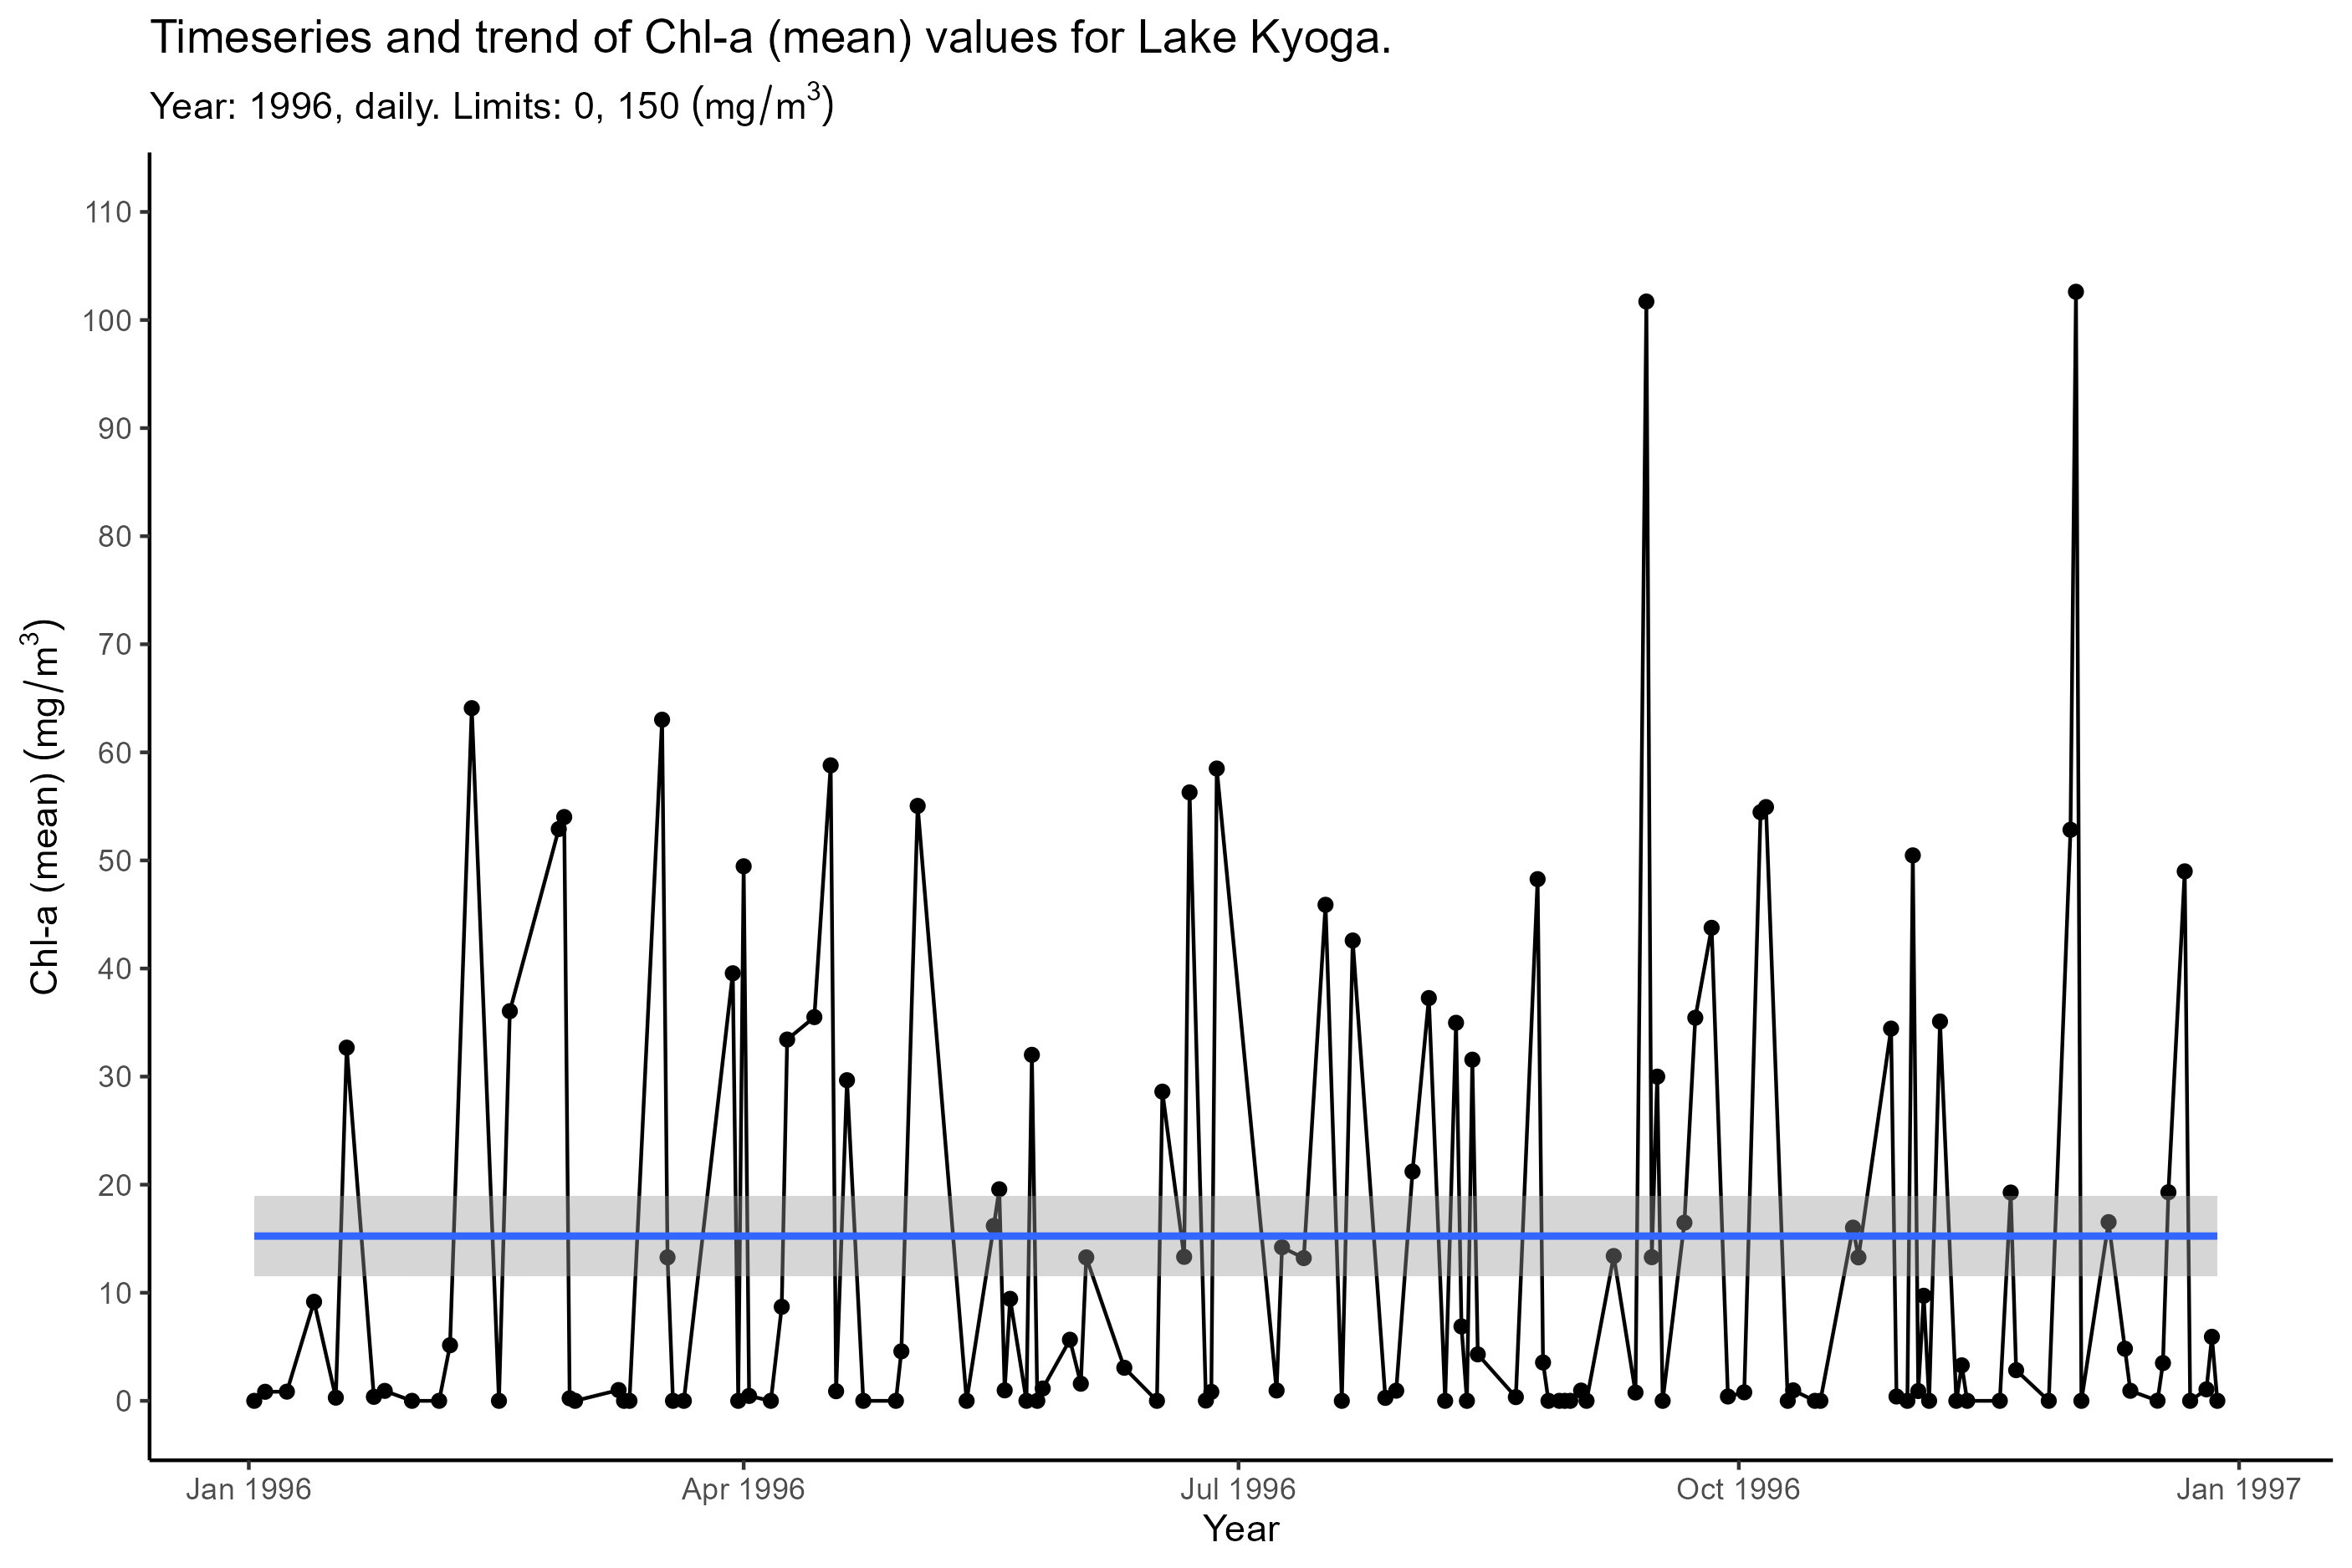 Timeseries and trend of Chl-a (mean) values for Lake Kyoga.
Year: 1996, daily. Limits: 0, 150 (mg/m³)
Chl-a (mean) (mg/m³)
110
100
90
80
70
60
50
40
30
20
10
0
Jan 1996 Apr 1996 Jul 1996 Oct 1996 Jan 1997
Year